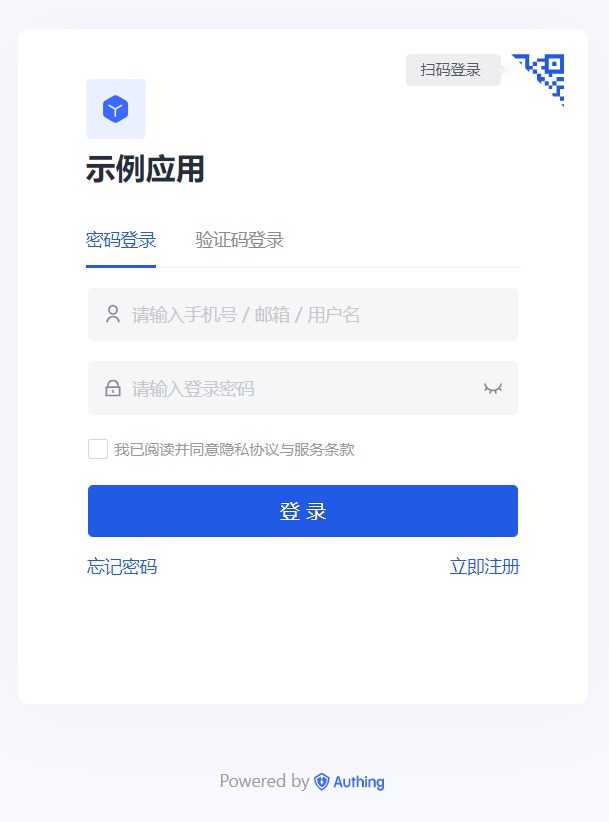 扫码登录
示例应用
密码登录 验证码登录
请输入手机号 / 邮箱 / 用户名
请输入登录密码
我已阅读并同意隐私协议与服务条款
登 录
忘记密码 立即注册
Powered by Authing